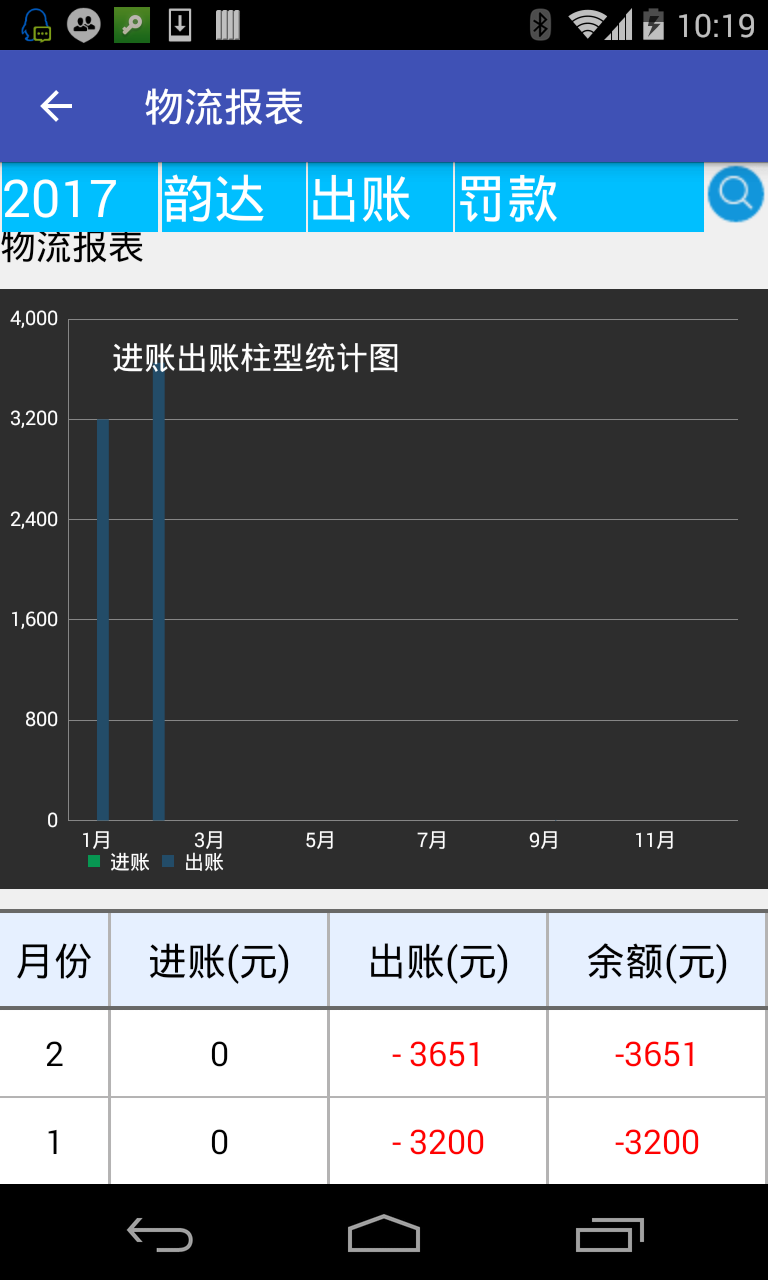 10:19
物流报表
2017 韵达 出账 罚款
物流报表
4,000
进账出账柱型统计图
3,200
2,400
1,600
800
0
1月 3月 5月 7月 9月 11月
进账 出账
月份 进账(元) 出账(元) 余额(元)
2 0 - 3651 -3651
1 0 - 3200 -3200